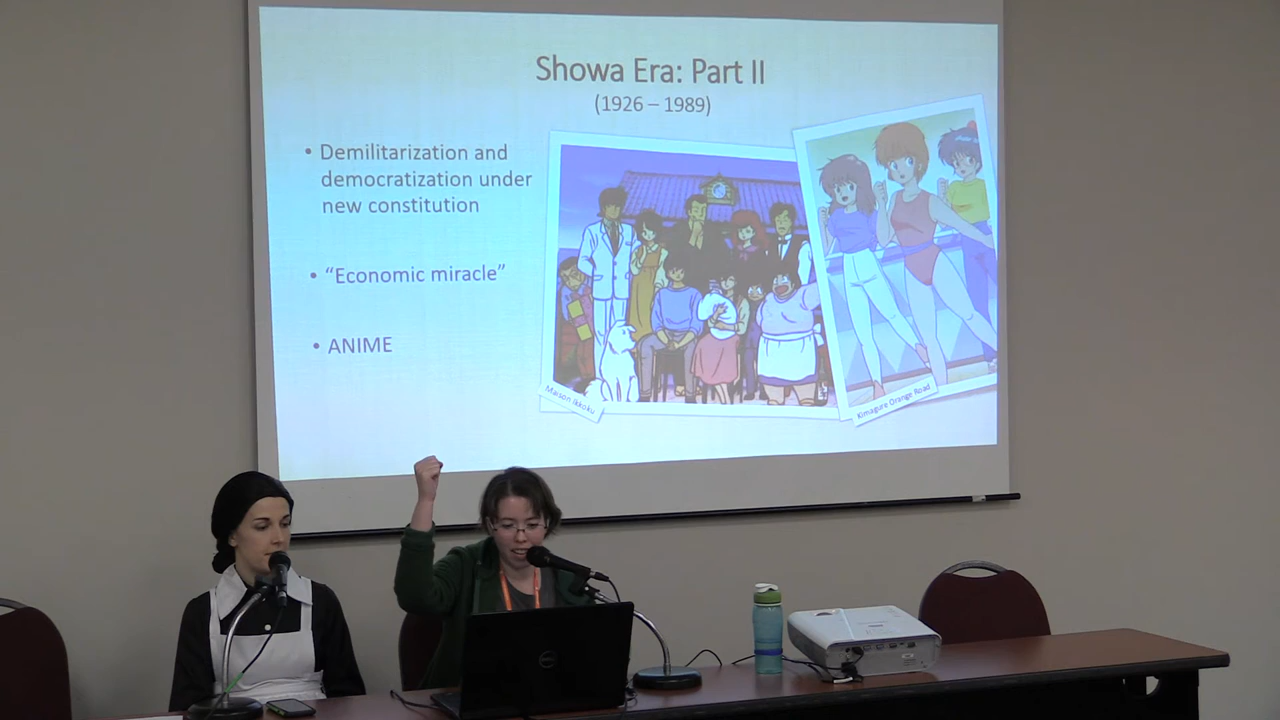 Showa Era: Part II
(1926 – 1989)
• Demilitarization and
democratization under
new constitution
• “Economic miracle”
• ANIME
Maison Ikkoku
Kimagure Orange Road
DELL